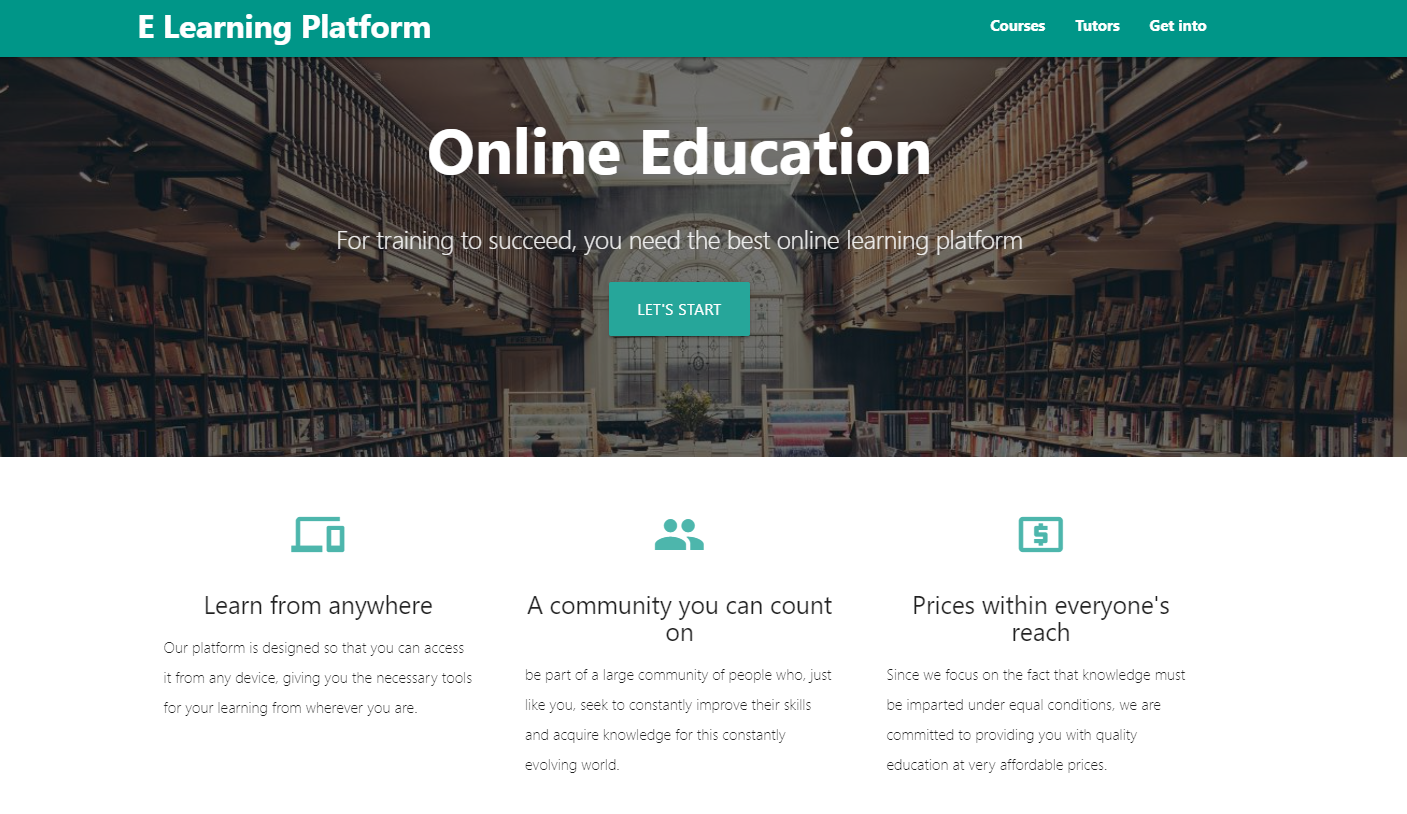 E Learning Platform
Courses
Tutors
Get into
Online Education
For training to succeed, you need the best online learning platform
LET'S START
Learn from anywhere
Our platform is designed so that you can access
it from any device, giving you the necessary tools
for your learning from wherever you are.
A community you can count
on
be part of a large community of people who, just
like you, seek to constantly improve their skills
and acquire knowledge for this constantly
evolving world.
Prices within everyone's
reach
Since we focus on the fact that knowledge must
be imparted under equal conditions, we are
committed to providing you with quality
education at very affordable prices.